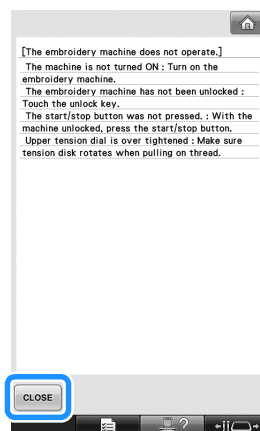 [The embroidery machine does not operate.]
The machine is not turned ON : Turn on the
embroidery machine.
The embroidery machine has not been unlocked :
Touch the unlock key.
The start/stop button was not pressed. : With the
machine unlocked, press the start/stop button.
Upper tension dial is over tightened : Make sure
tension disk rotates when pulling on thread.
CLOSE
?